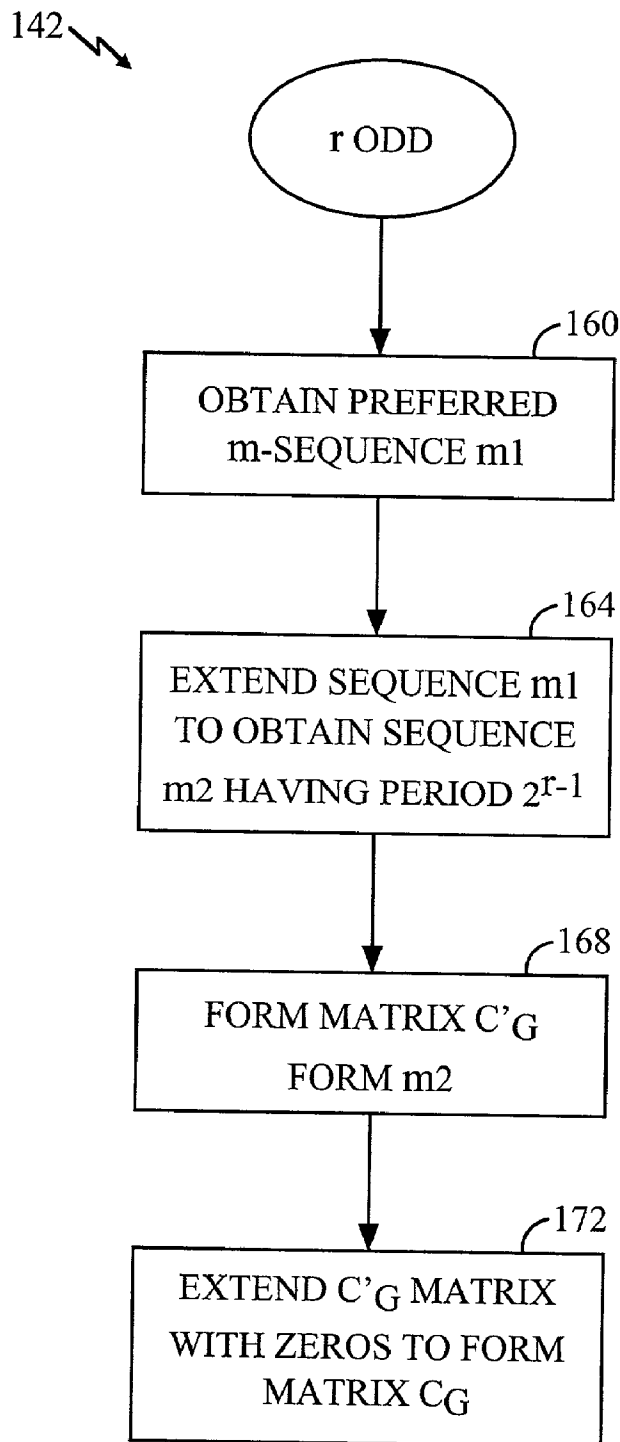 142
r ODD
160
OBTAIN PREFERRED
m-SEQUENCE m1
164
EXTEND SEQUENCE m1
TO OBTAIN SEQUENCE
m2 HAVING PERIOD 2^r-1
168
FORM MATRIX C'G
FORM m2
172
EXTEND C'G MATRIX
WITH ZEROS TO FORM
MATRIX CG